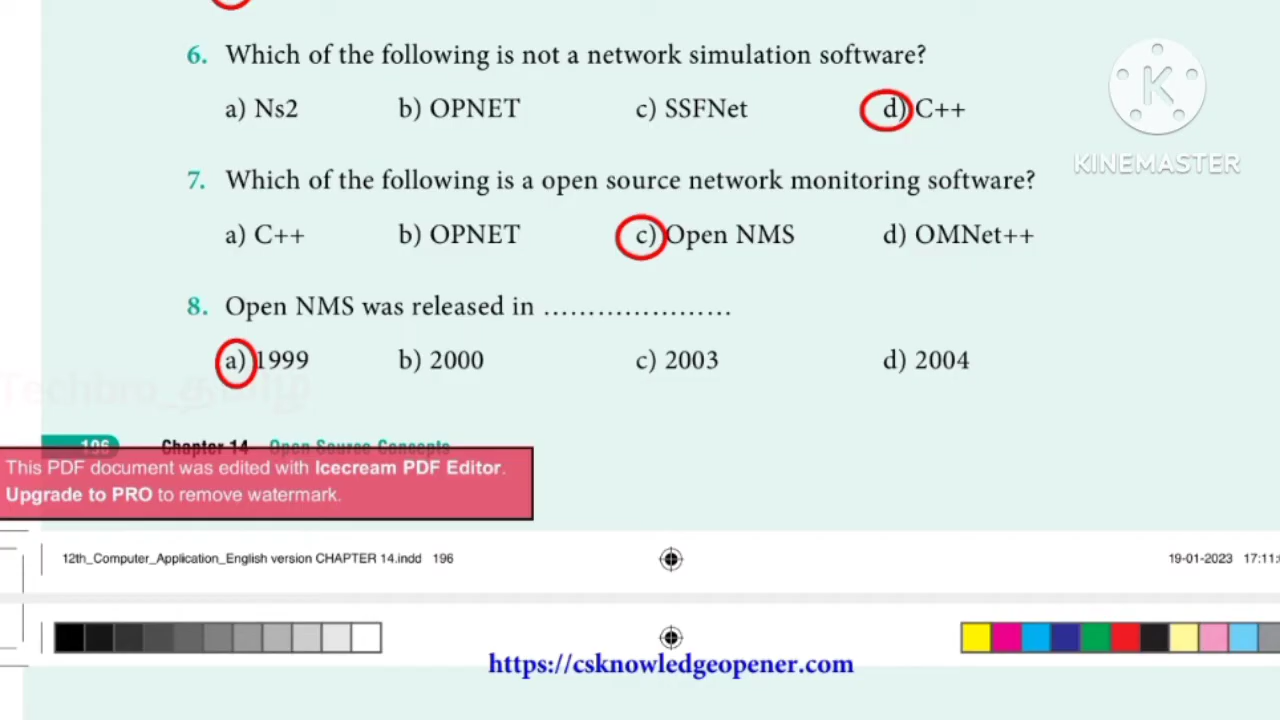 6. Which of the following is not a network simulation software?
a) Ns2 b) OPNET c) SSFNet d) C++
KINEMASTER
7. Which of the following is a open source network monitoring software?
a) C++ b) OPNET c) Open NMS d) OMNet++
8. Open NMS was released in .....................
a) 1999 b) 2000 c) 2003 d) 2004
Techbro_தமிழ்
196 Chapter 14 Open Source Concepts
This PDF document was edited with Icecream PDF Editor.
Upgrade to PRO to remove watermark.
12th_Computer_Application_English version CHAPTER 14.indd 196 19-01-2023 17:11:
https://csknowledgeopener.com